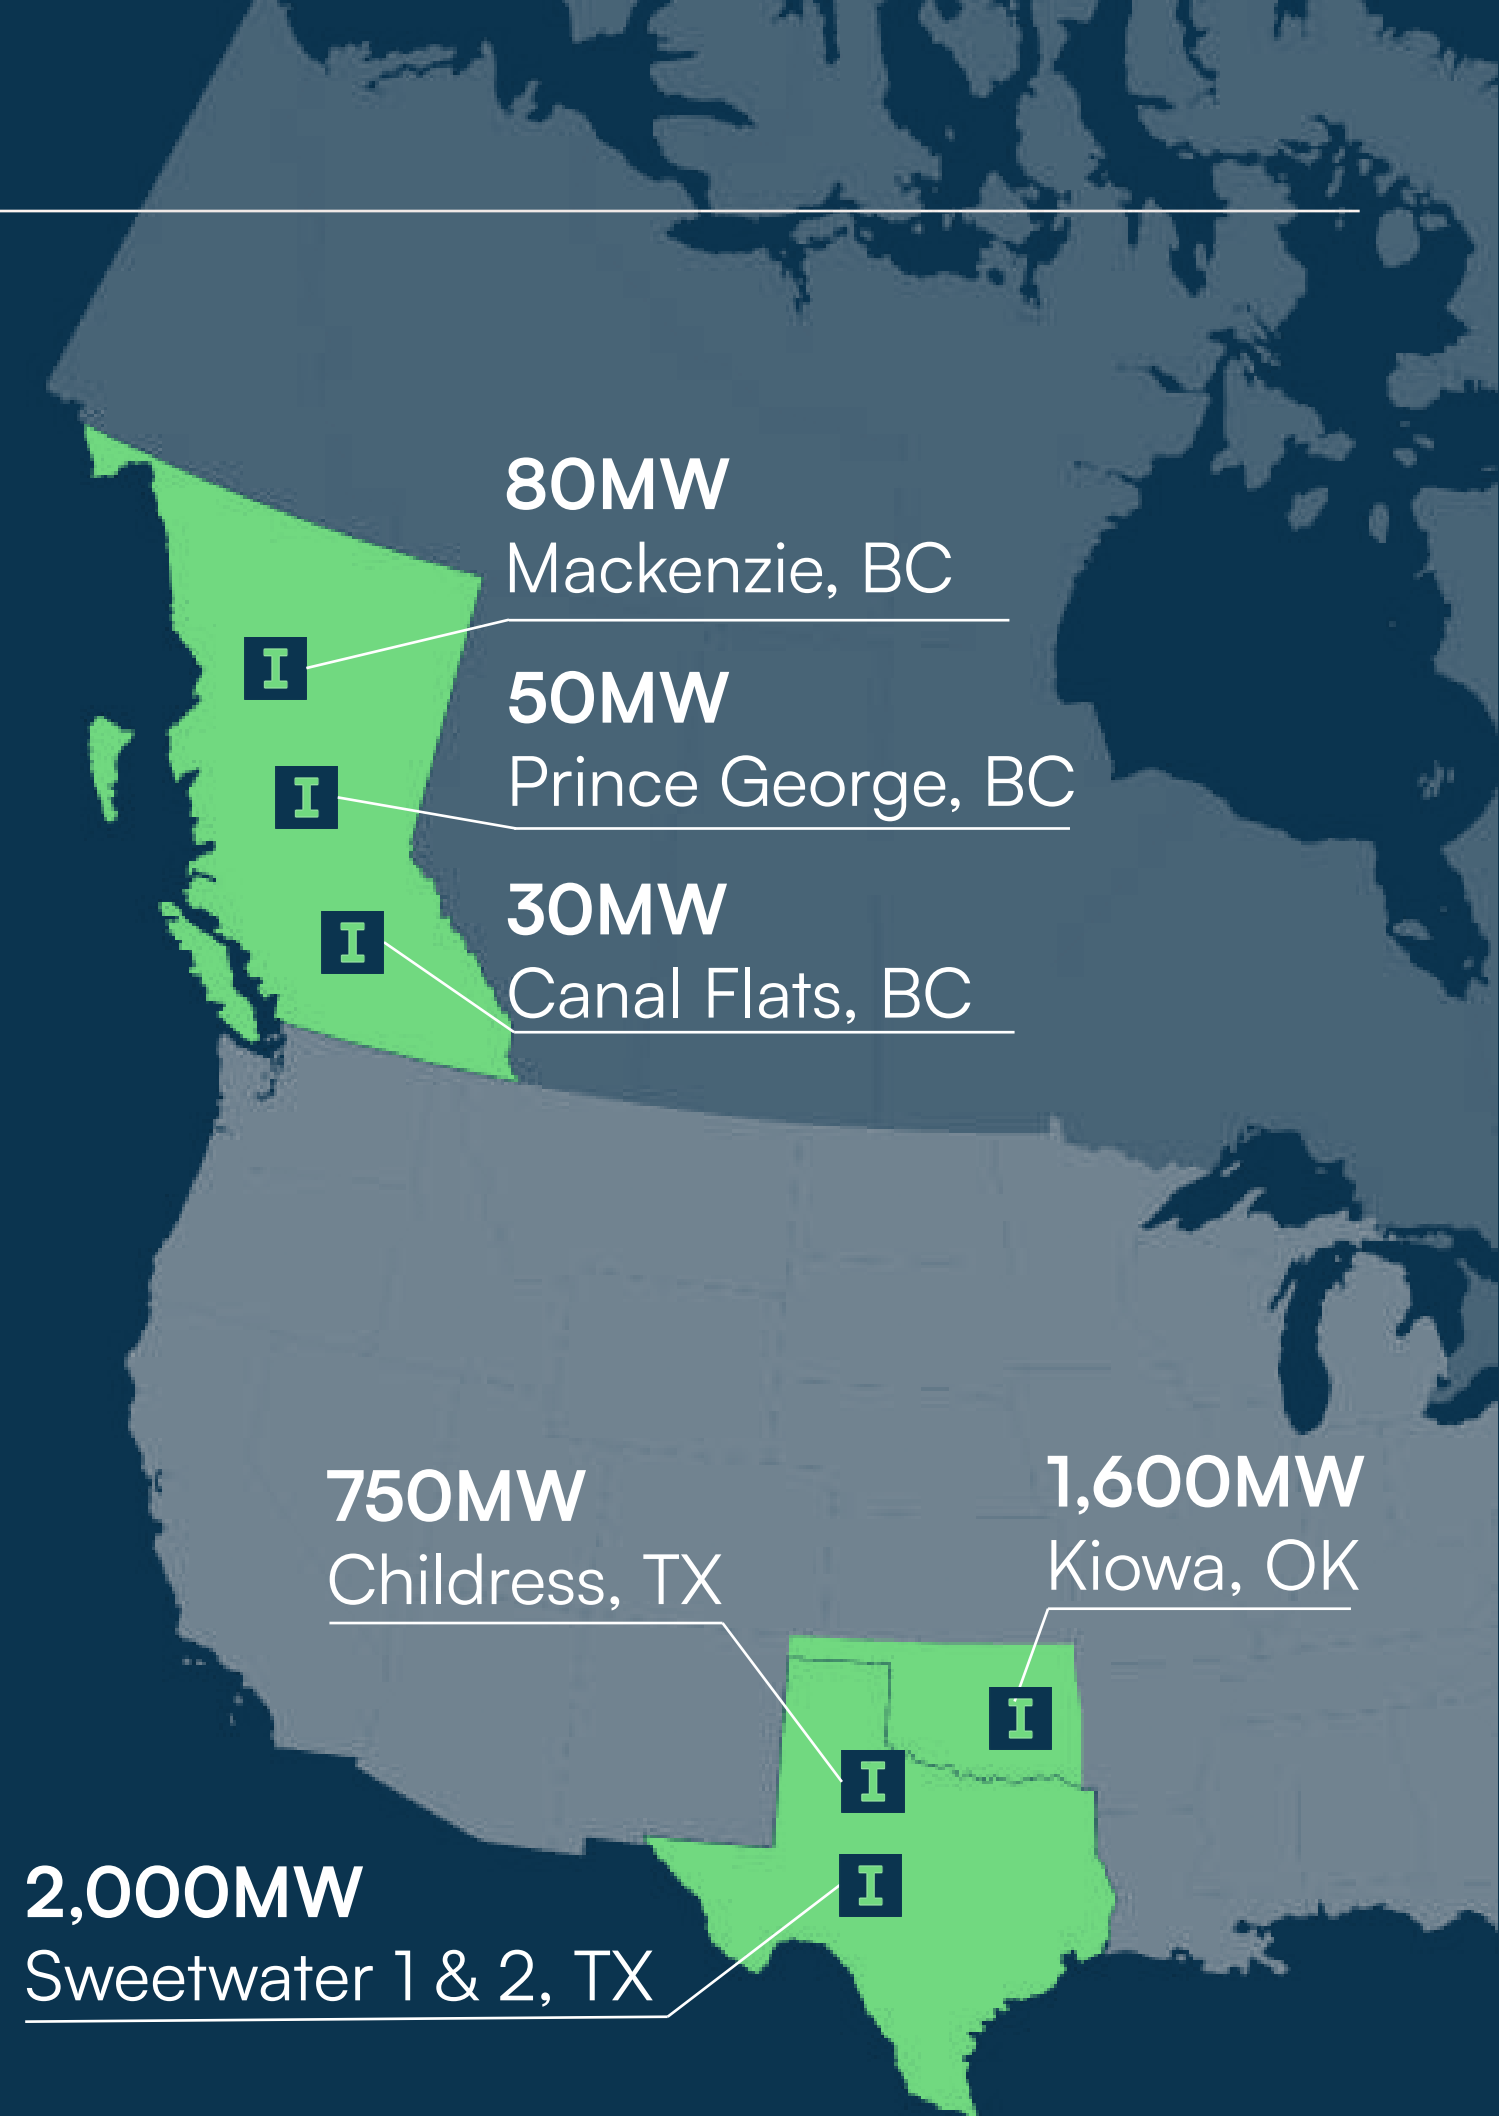 80MW
Mackenzie, BC
I
50MW
Prince George, BC
I
30MW
Canal Flats, BC
I
750MW
Childress, TX
1,600MW
Kiowa, OK
I
I
2,000MW
Sweetwater 1 & 2, TX
I